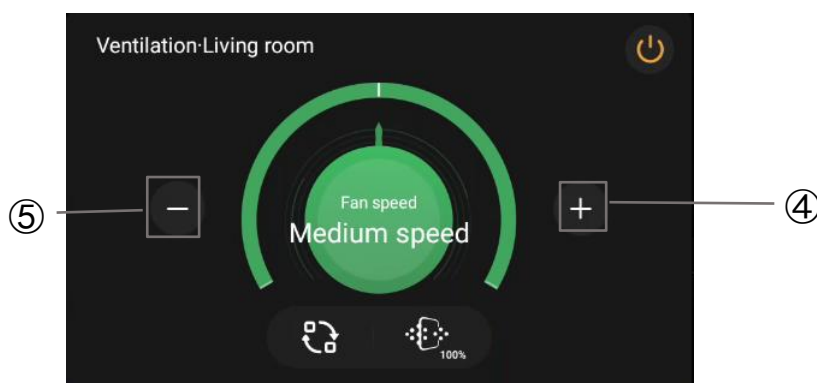 Ventilation·Living room
⑤
−
Fan speed
Medium speed
+
④
100%